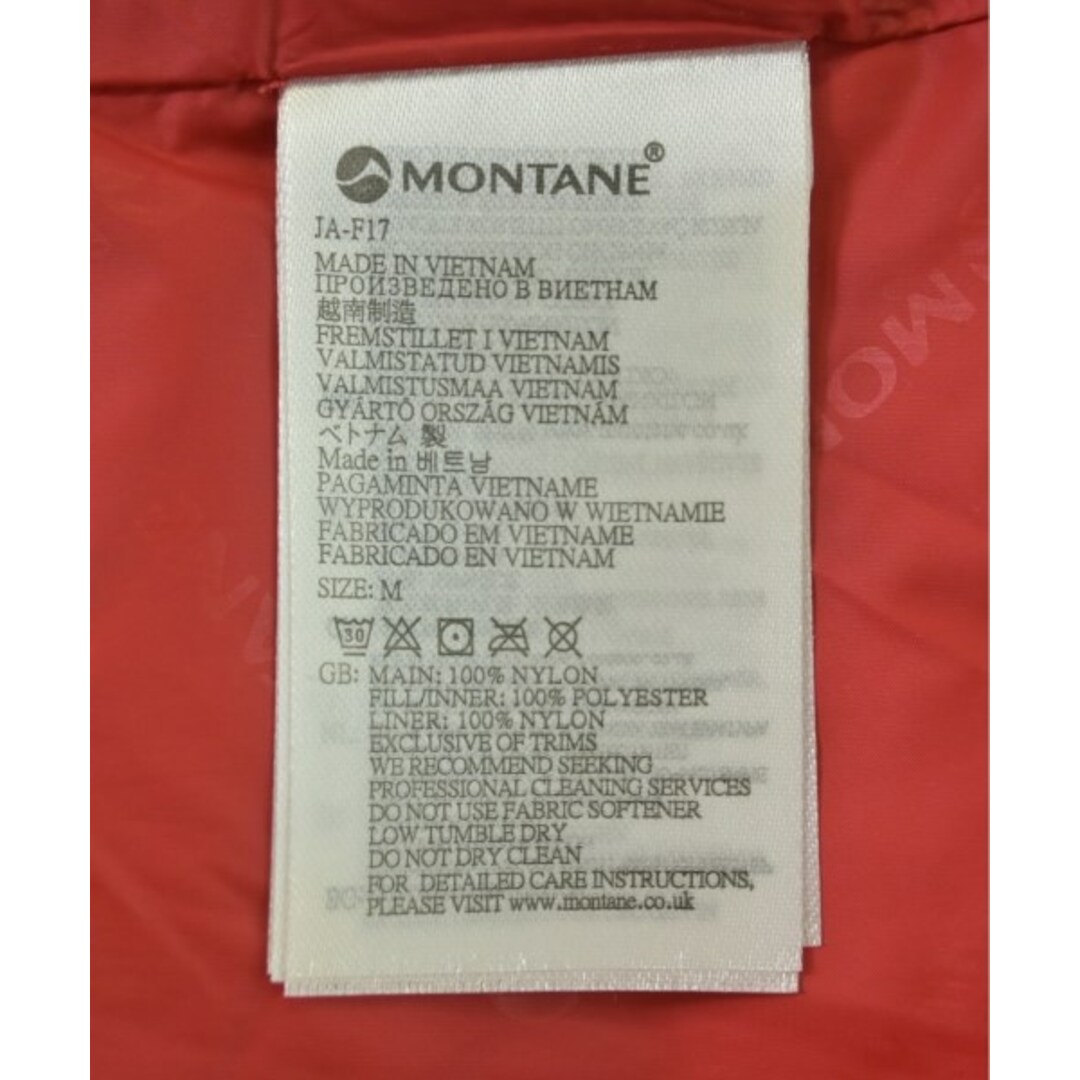 MONTANE®
JA-F17
MADE IN VIETNAM
ПРОИЗВЕДЕНО В ВИЕТНАМ
越南制造
FREMSTILLET I VIETNAM
VALMISTATUD VIETNAMIS
VALMISTUSMAA VIETNAM
GYÁRTÓ ORSZÁG VIETNÁM
ベトナム 製
Made in 베트남
PAGAMINTA VIETNAME
WYPRODUKOWANO W WIETNAMIE
FABRICADO EM VIETNAME
FABRICADO EN VIETNAM
SIZE: M
30
GB: MAIN: 100% NYLON
FILL/INNER: 100% POLYESTER
LINER: 100% NYLON
EXCLUSIVE OF TRIMS
WE RECOMMEND SEEKING
PROFESSIONAL CLEANING SERVICES
DO NOT USE FABRIC SOFTENER
LOW TUMBLE DRY
DO NOT DRY CLEAN
FOR DETAILED CARE INSTRUCTIONS,
PLEASE VISIT www.montane.co.uk